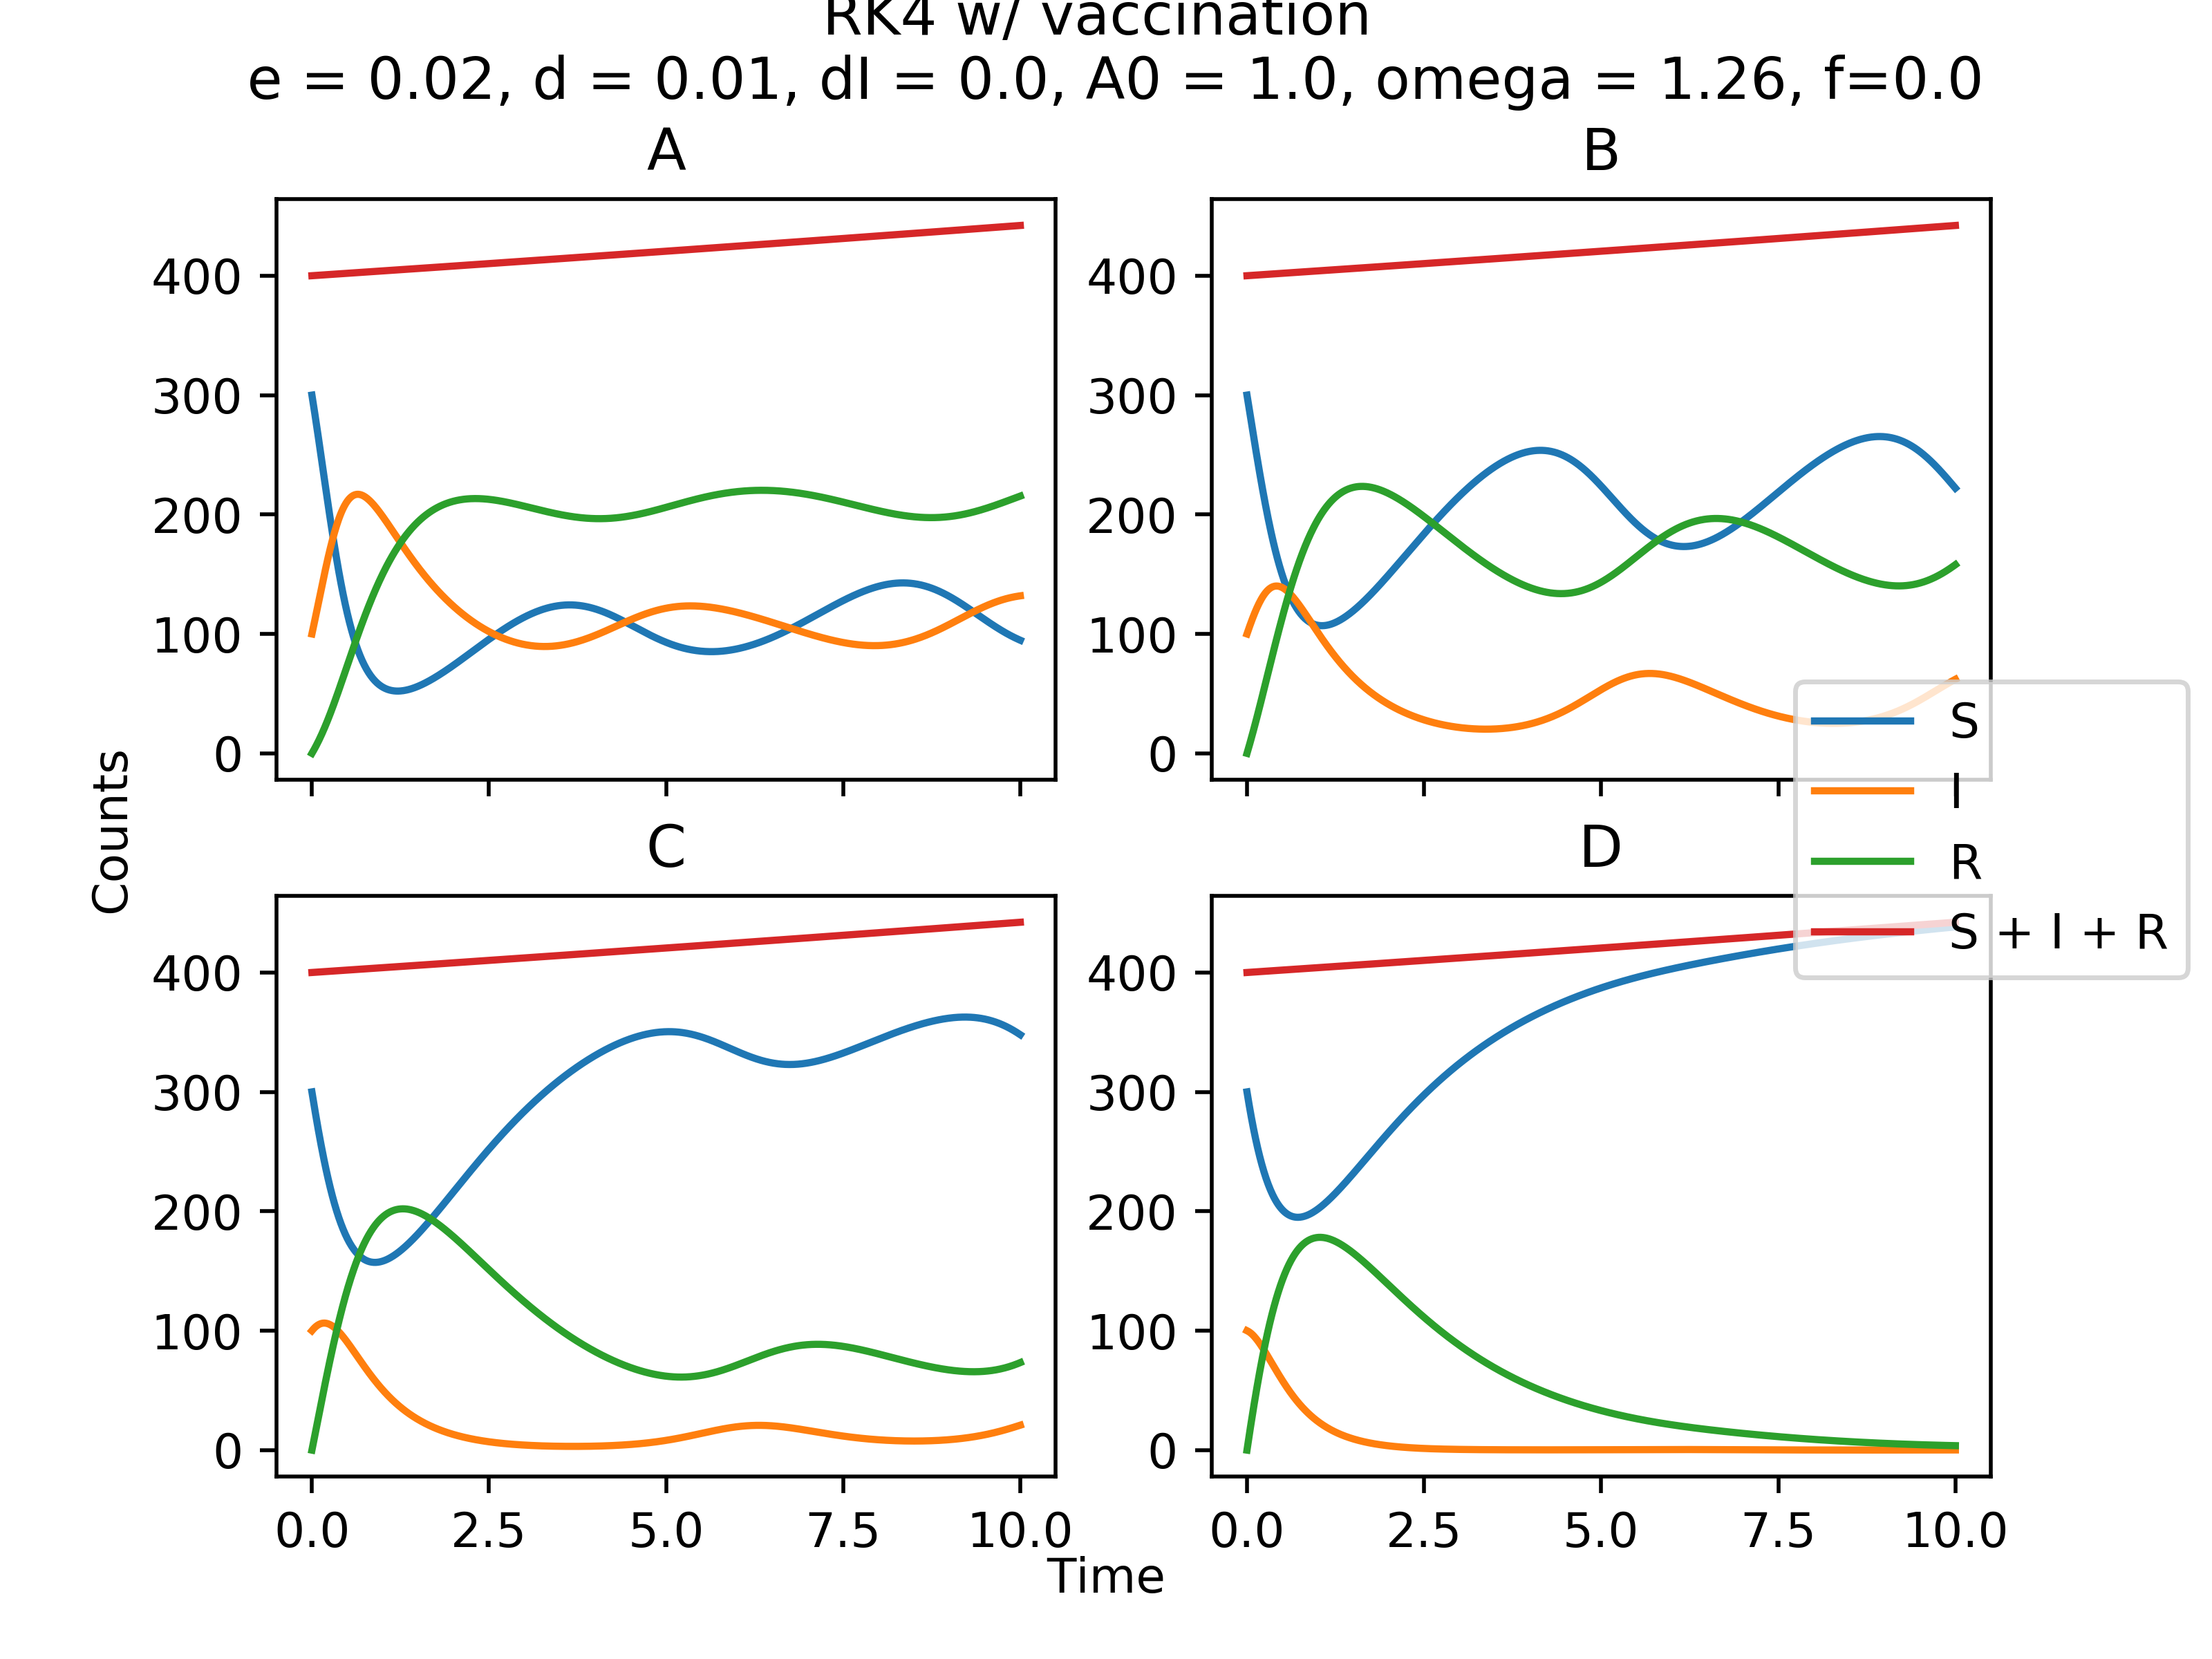 RK4 w/ vaccination
e = 0.02, d = 0.01, dI = 0.0, A0 = 1.0, omega = 1.26, f=0.0
A
B
400
300
200
100
0
400
300
200
100
0
Counts
C
D
S
I
R
S + I + R
400
300
200
100
0
400
300
200
100
0
0.0 2.5 5.0 7.5 10.0
0.0 2.5 5.0 7.5 10.0
Time